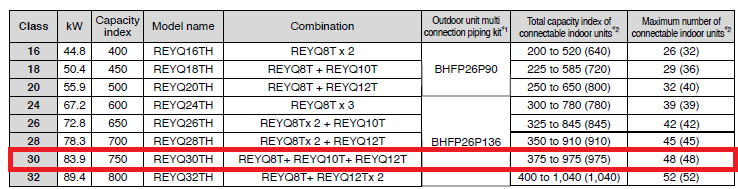 Class kW Capacity index Model name Combination Outdoor unit multi connection piping kit*1 Total capacity index of connectable indoor units*2 Maximum number of connectable indoor units*2
16 44.8 400 REYQ16TH REYQ8T x 2 BHFP26P90 200 to 520 (640) 26 (32)
18 50.4 450 REYQ18TH REYQ8T + REYQ10T 225 to 585 (720) 29 (36)
20 55.9 500 REYQ20TH REYQ8T + REYQ12T 250 to 650 (800) 32 (40)
24 67.2 600 REYQ24TH REYQ8T x 3 BHFP26P136 300 to 780 (780) 39 (39)
26 72.8 650 REYQ26TH REYQ8Tx 2 + REYQ10T 325 to 845 (845) 42 (42)
28 78.3 700 REYQ28TH REYQ8Tx 2 + REYQ12T 350 to 910 (910) 45 (45)
30 83.9 750 REYQ30TH REYQ8T+ REYQ10T+ REYQ12T 375 to 975 (975) 48 (48)
32 89.4 800 REYQ32TH REYQ8T+ REYQ12Tx 2 400 to 1,040 (1,040) 52 (52)